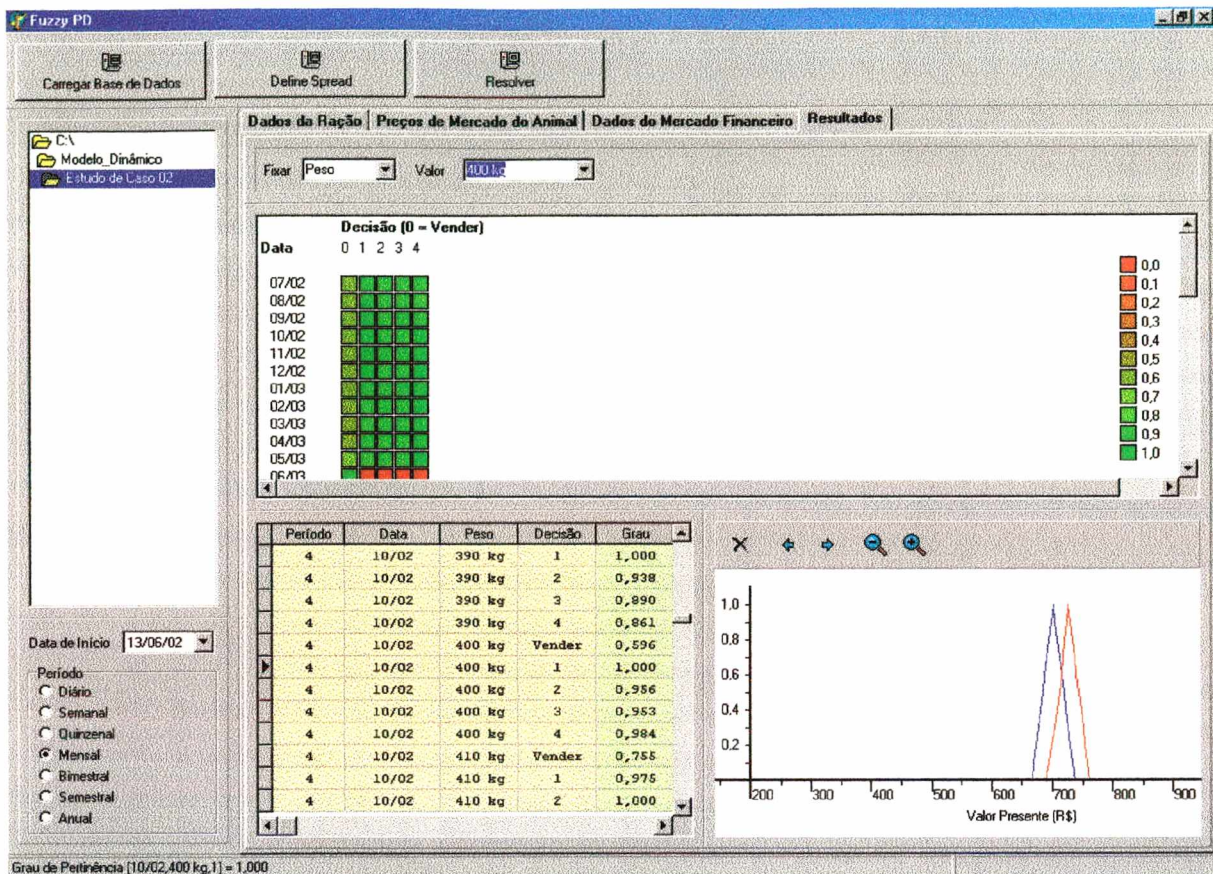 Fuzzy PD
Carregar Base de Dados
Define Spread
Resolver
C:\
Modelo_Dinâmico
Estudo de Caso 02
Dados da Ração
Preços de Mercado do Animal
Dados do Mercado Financeiro
Resultados
Fixar Peso Valor 400 kg
Decisão (0 = Vender)
Data 0 1 2 3 4
07/02
08/02
09/02
10/02
11/02
12/02
01/03
02/03
03/03
04/03
05/03
06/03
0,0
0,1
0,2
0,3
0,4
0,5
0,6
0,7
0,8
0,9
1,0
Data de Início 13/06/02
Período
Diário
Semanal
Quinzenal
Mensal
Bimestral
Semestral
Anual
Período Data Peso Decisão Grau
4 10/02 390 kg 1 1,000
4 10/02 390 kg 2 0,938
4 10/02 390 kg 3 0,890
4 10/02 390 kg 4 0,861
4 10/02 400 kg Vender 0,596
4 10/02 400 kg 1 1,000
4 10/02 400 kg 2 0,956
4 10/02 400 kg 3 0,953
4 10/02 400 kg 4 0,984
4 10/02 410 kg Vender 0,755
4 10/02 410 kg 1 0,975
4 10/02 410 kg 2 1,000
1,0
0,8
0,6
0,4
0,2
200 300 400 500 600 700 800 900
Valor Presente (R$)
Grau de Pertinência [10/02,400 kg,1] = 1,000